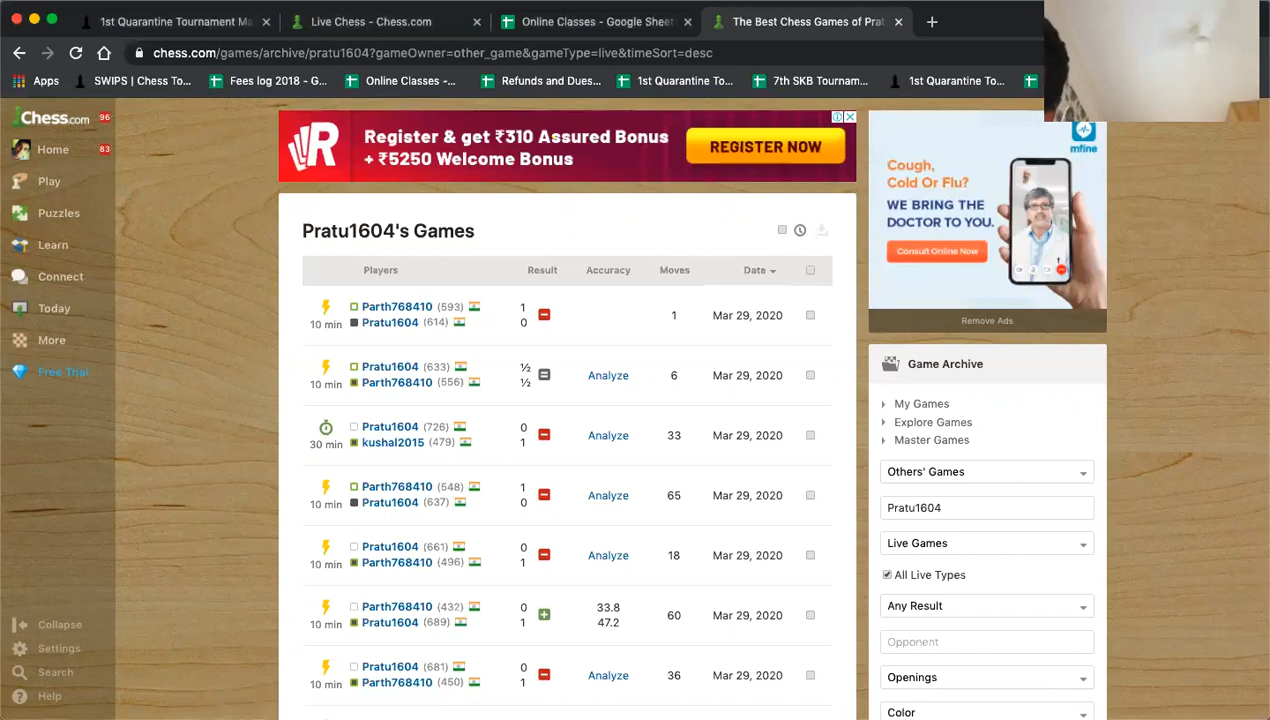 1st Quarantine Tournament Ma
Live Chess - Chess.com
Online Classes - Google Sheet
The Best Chess Games of Prat
chess.com/games/archive/pratu1604?gameOwner=other_game&gameType=live&timeSort=desc
Apps
SWIPS | Chess To...
Fees log 2018 - G...
Online Classes -...
Refunds and Dues...
1st Quarantine To...
7th SKB Tournam...
1st Quarantine To...
Chess.com 96
Home 83
Play
Puzzles
Learn
Connect
Today
More
Free Trial
Collapse
Settings
Search
Help
R
Register & get ₹310 Assured Bonus
+ ₹5250 Welcome Bonus
REGISTER NOW
Pratu1604's Games
Players Result Accuracy Moves Date
Parth768410 (593) 1
10 min Pratu1604 (614) 0 1 Mar 29, 2020
Pratu1604 (633) ½
10 min Parth768410 (556) ½ Analyze 6 Mar 29, 2020
Pratu1604 (726) 0
30 min kushal2015 (479) 1 Analyze 33 Mar 29, 2020
Parth768410 (548) 1
10 min Pratu1604 (637) 0 Analyze 65 Mar 29, 2020
Pratu1604 (661) 0
10 min Parth768410 (496) 1 Analyze 18 Mar 29, 2020
Parth768410 (432) 0 33.8
10 min Pratu1604 (689) 1 47.2 60 Mar 29, 2020
Pratu1604 (681) 0
10 min Parth768410 (450) 1 Analyze 36 Mar 29, 2020
mfine
Cough,
Cold Or Flu?
WE BRING THE
DOCTOR TO YOU.
Consult Online Now
Remove Ads
Game Archive
My Games
Explore Games
Master Games
Others' Games
Pratu1604
Live Games
All Live Types
Any Result
Opponent
Openings
Color